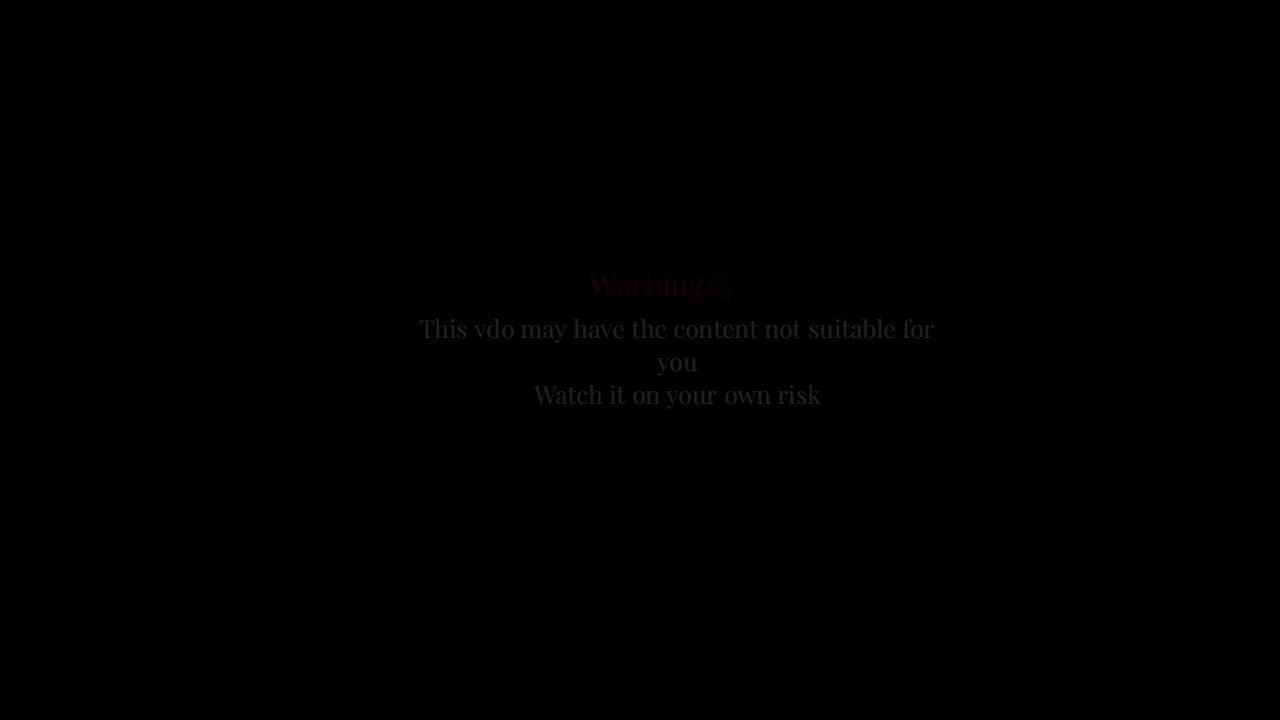 Warning⚠
This vdo may have the content not suitable for
you
Watch it on your own risk